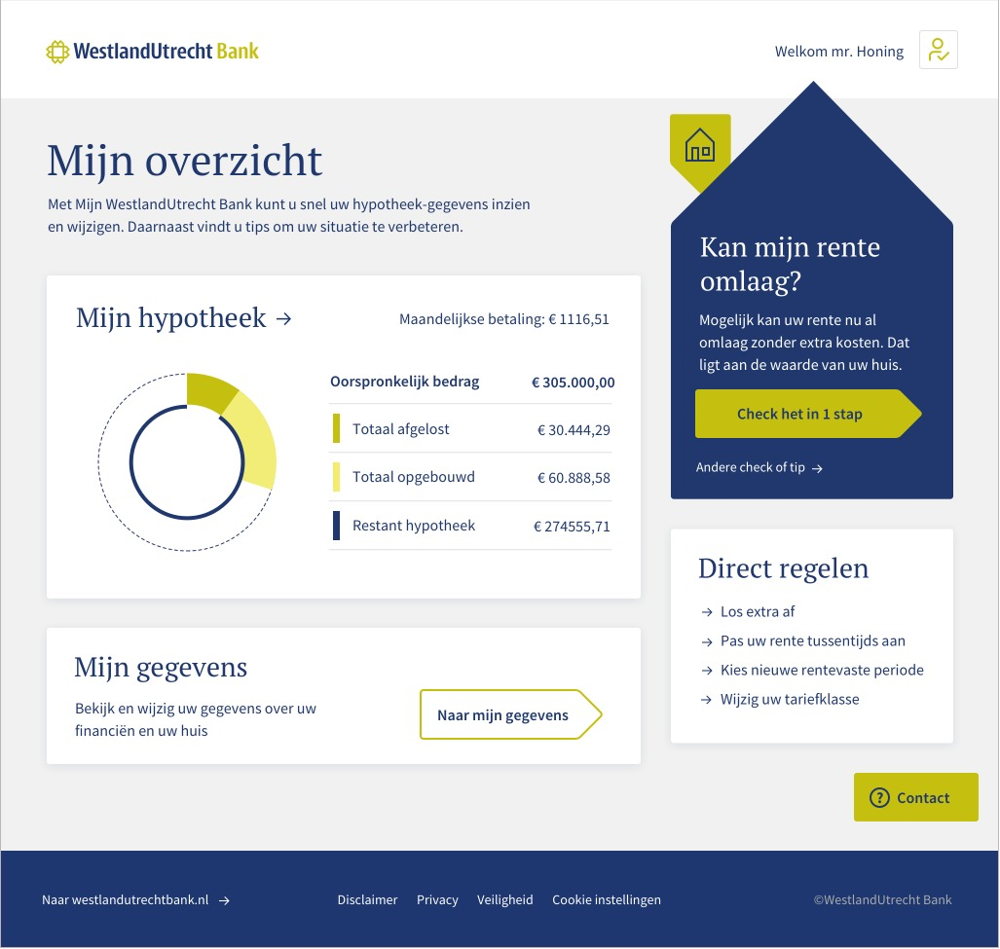 WestlandUtrecht Bank
Welkom mr. Honing
Mijn overzicht
Met Mijn WestlandUtrecht Bank kunt u snel uw hypotheek-gegevens inzien
en wijzigen. Daarnaast vindt u tips om uw situatie te verbeteren.
Mijn hypotheek →
Maandelijkse betaling: € 1116,51
Oorspronkelijk bedrag € 305.000,00
Totaal afgelost € 30.444,29
Totaal opgebouwd € 60.888,58
Restant hypotheek € 274555,71
Mijn gegevens
Bekijk en wijzig uw gegevens over uw
financiën en uw huis
Naar mijn gegevens
Kan mijn rente
omlaag?
Mogelijk kan uw rente nu al
omlaag zonder extra kosten. Dat
ligt aan de waarde van uw huis.
Check het in 1 stap
Andere check of tip →
Direct regelen
→ Los extra af
→ Pas uw rente tussentijds aan
→ Kies nieuwe rentevaste periode
→ Wijzig uw tariefklasse
? Contact
Naar westlandutrechtbank.nl →
Disclaimer Privacy Veiligheid Cookie instellingen
©WestlandUtrecht Bank